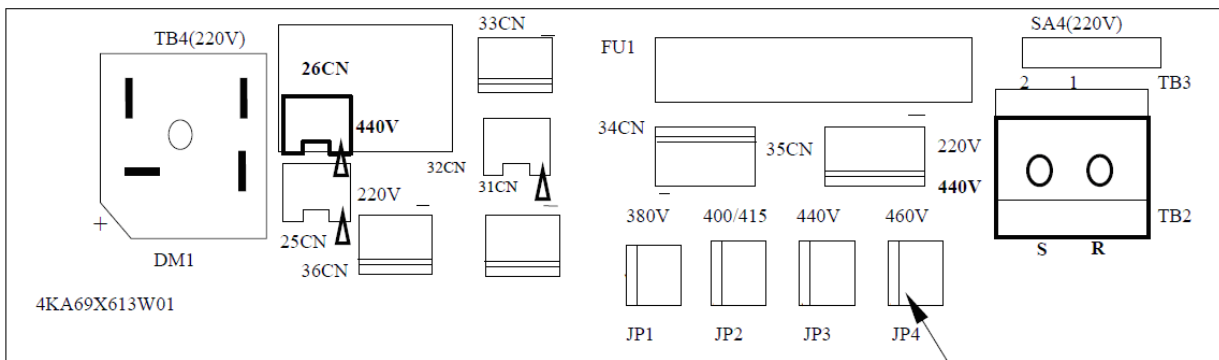 33CN
SA4(220V)
TB4(220V)
FU1
26CN
2 1 TB3
440V
34CN
35CN
220V
32CN
31CN
220V
440V
380V 400/415 440V 460V
TB2
25CN
S R
+
DM1
36CN
4KA69X613W01
JP1 JP2 JP3 JP4